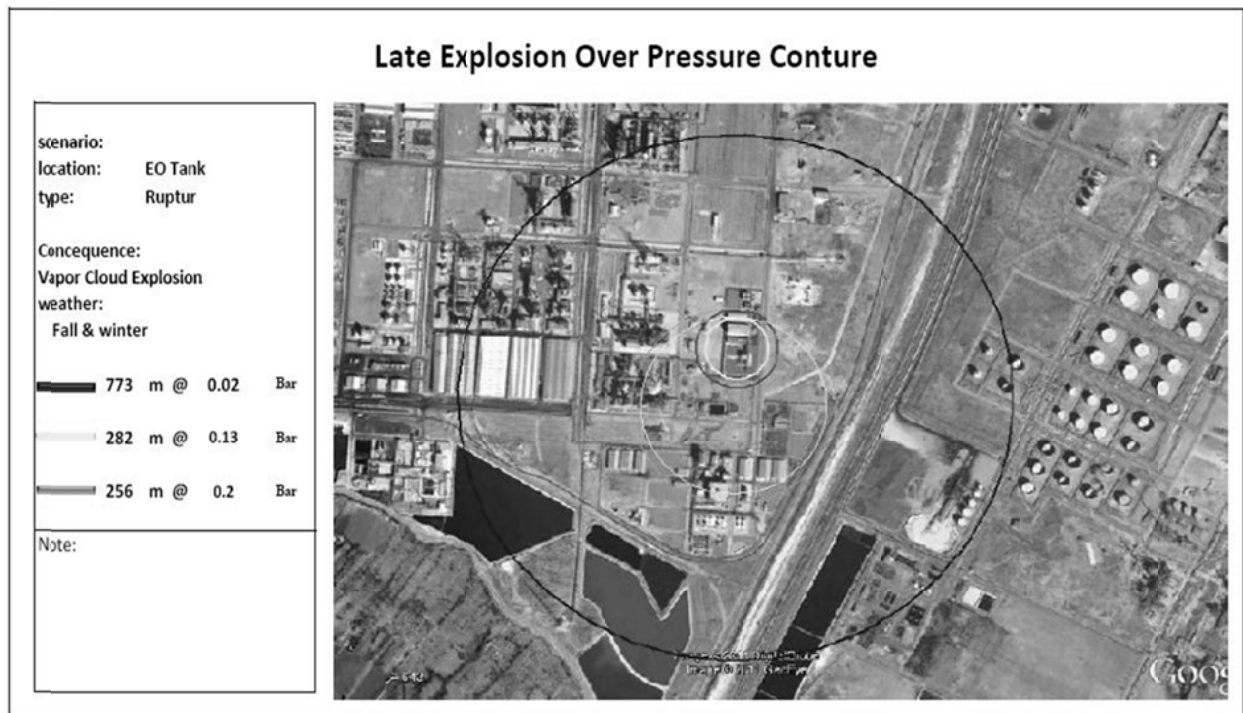 Late Explosion Over Pressure Conture
scenario:
location: EO Tank
type: Ruptur
Concequence:
Vapor Cloud Explosion
weather:
Fall & winter
773 m @ 0.02 Bar
282 m @ 0.13 Bar
256 m @ 0.2 Bar
Note:
642
Goog